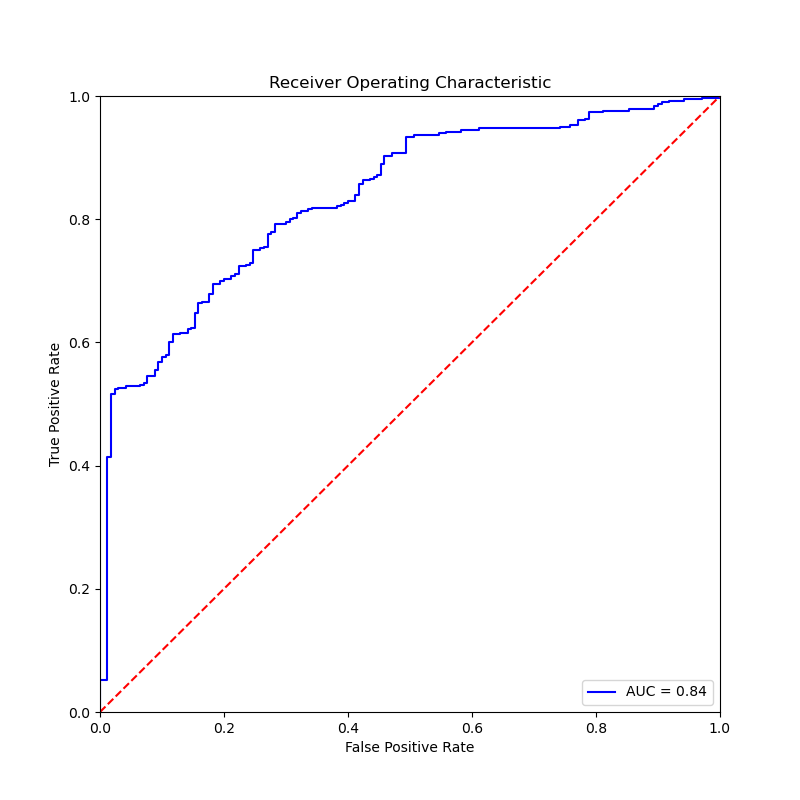 Receiver Operating Characteristic
1.0
0.8
0.6
0.4
0.2
0.0
True Positive Rate
AUC = 0.84
0.0 0.2 0.4 0.6 0.8 1.0
False Positive Rate